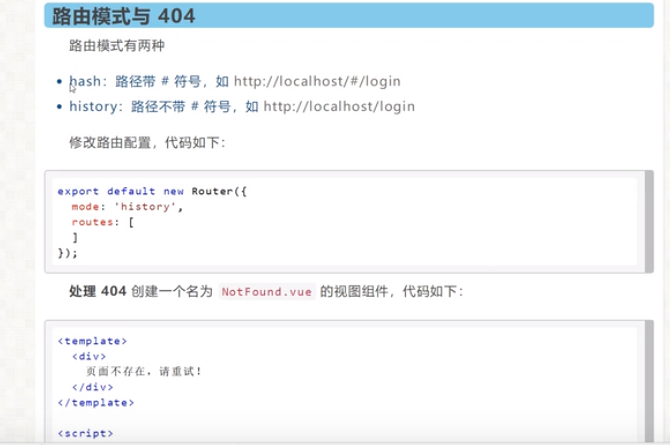 路由模式与 404
路由模式有两种
hash：路径带 # 符号，如 http://localhost/#/login
history：路径不带 # 符号，如 http://localhost/login
修改路由配置，代码如下：
export default new Router({
  mode: 'history',
  routes: [
  ]
});
处理 404 创建一个名为 NotFound.vue 的视图组件，代码如下：
<template>
  <div>
    页面不存在，请重试！
  </div>
</template>
<script>